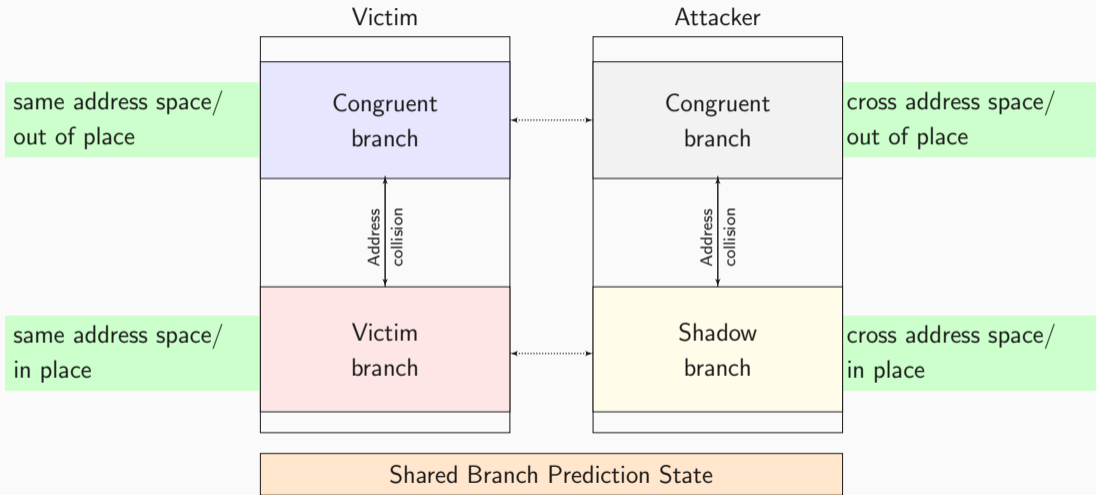 Victim
Attacker
same address space/
out of place
Congruent
branch
Congruent
branch
cross address space/
out of place
Address
collision
Address
collision
same address space/
in place
Victim
branch
Shadow
branch
cross address space/
in place
Shared Branch Prediction State